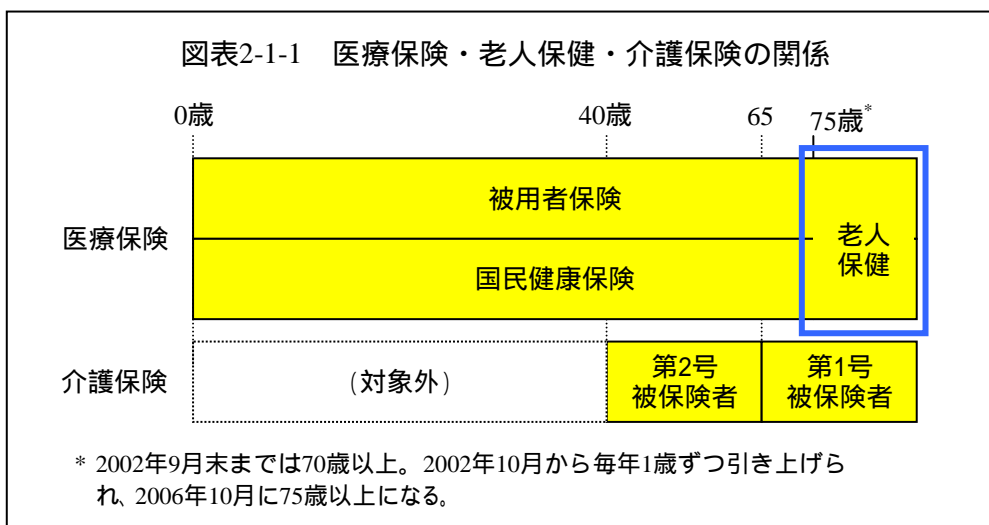 図表2-1-1　医療保険・老人保健・介護保険の関係
0歳
40歳
65
75歳*
医療保険
被用者保険
国民健康保険
老人
保健
介護保険
(対象外)
第2号
被保険者
第1号
被保険者
* 2002年9月末までは70歳以上。2002年10月から毎年1歳ずつ引き上げら
れ、2006年10月に75歳以上になる。